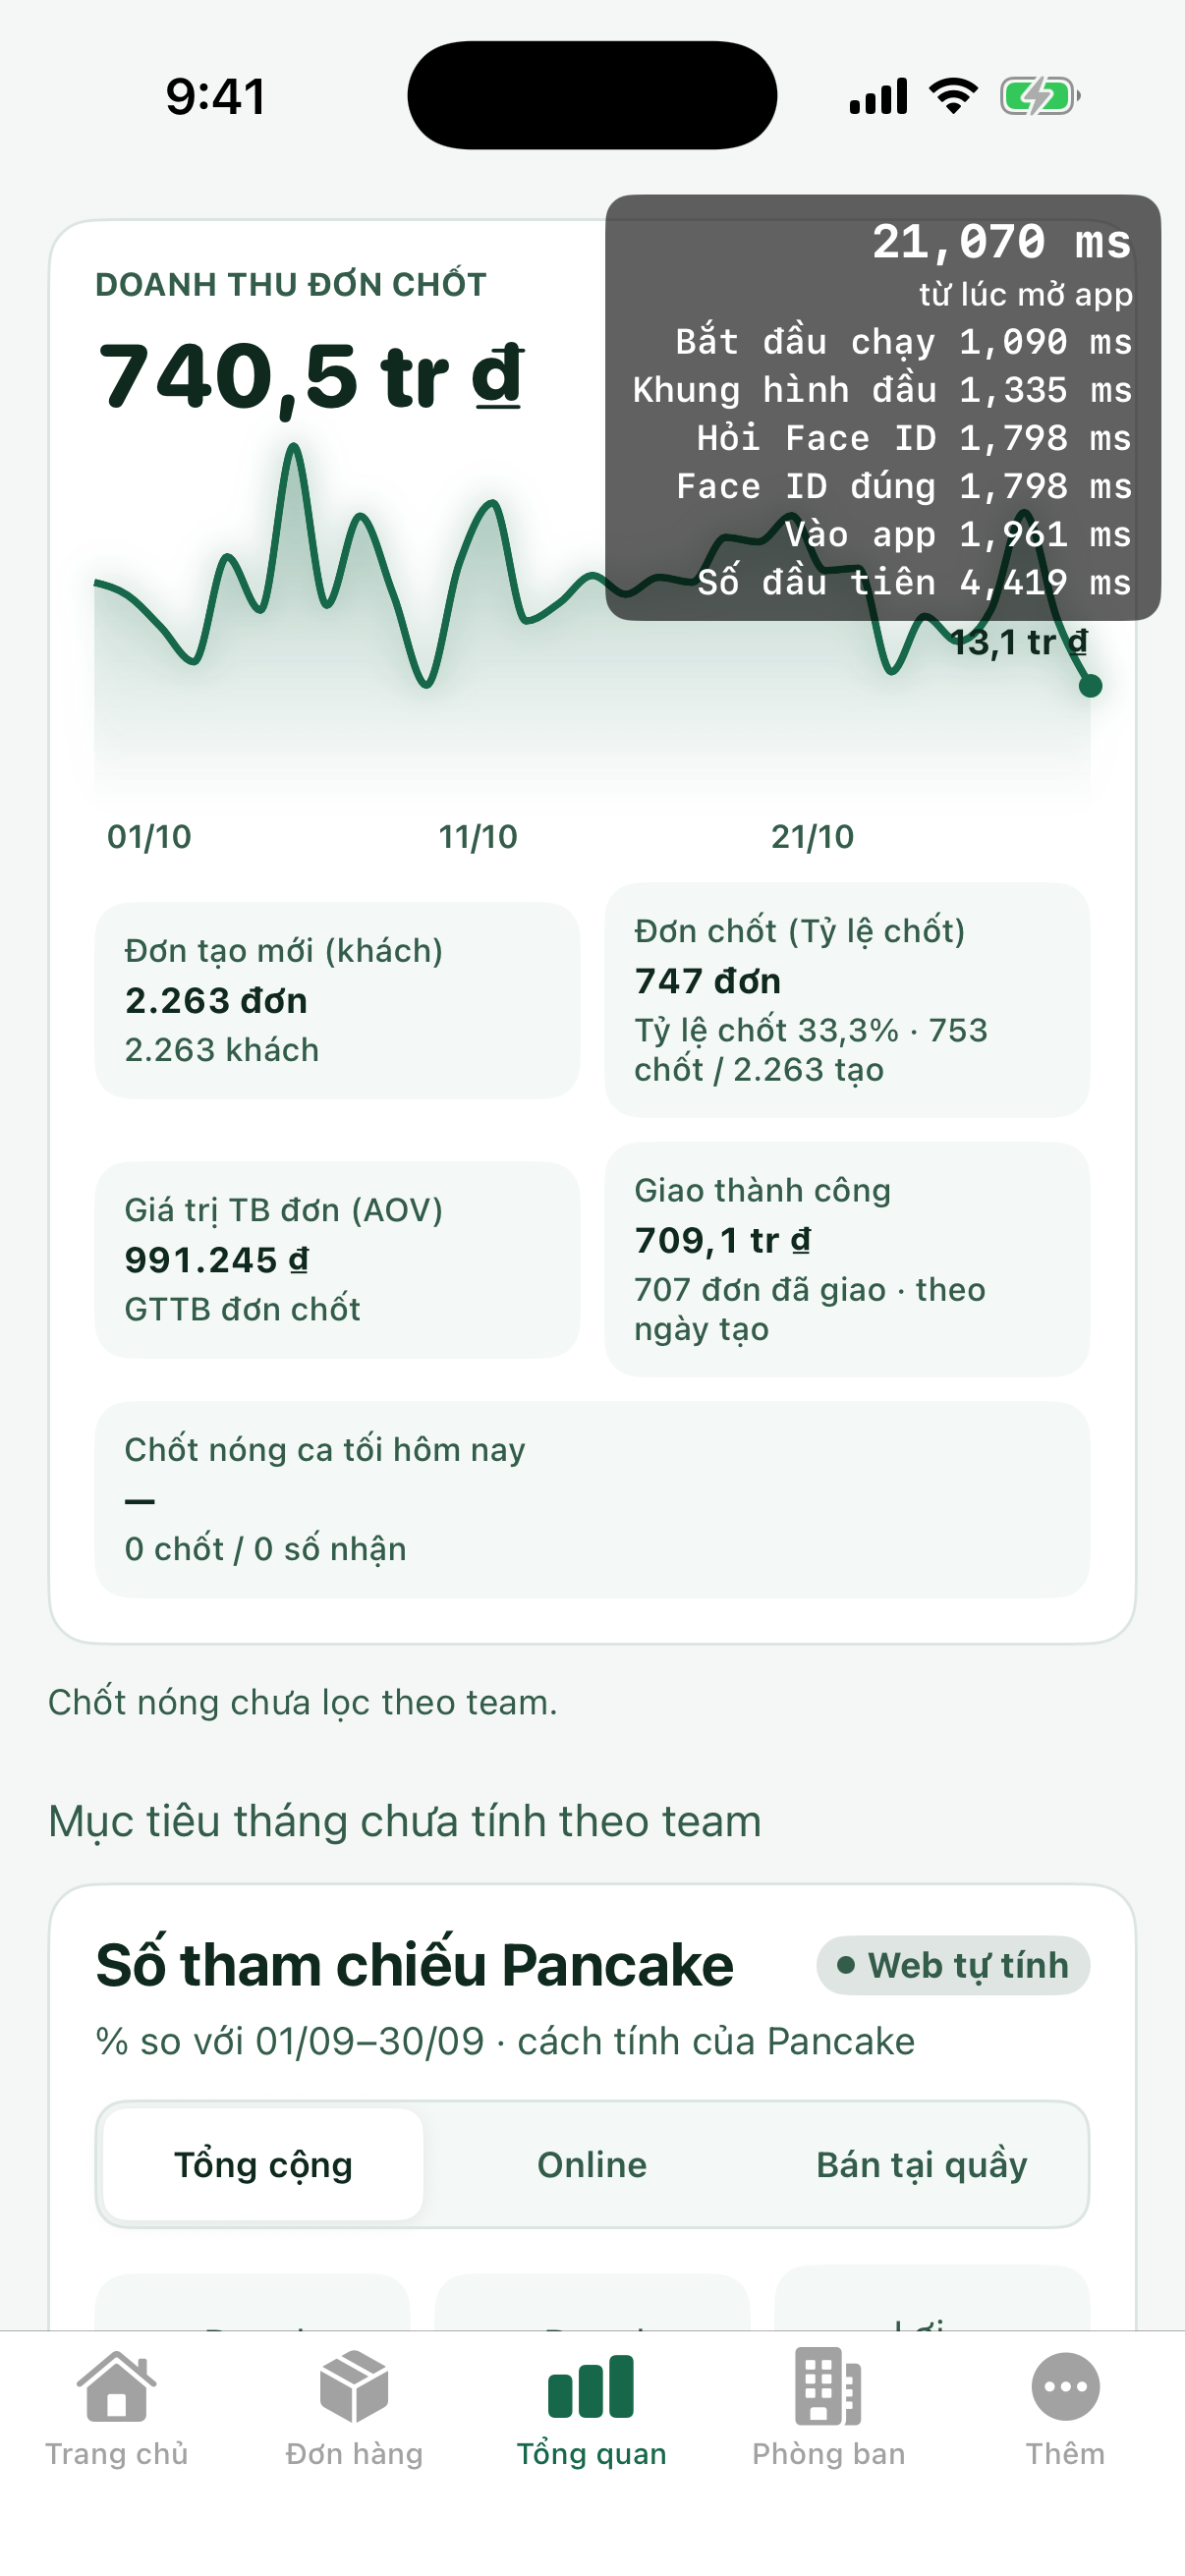 9:41
21,070 ms
từ lúc mở app
Bắt đầu chạy 1,090 ms
Khung hình đầu 1,335 ms
Hỏi Face ID 1,798 ms
Face ID đúng 1,798 ms
Vào app 1,961 ms
Số đầu tiên 4,419 ms
DOANH THU ĐƠN CHỐT
740,5 tr ₫
13,1 tr ₫
01/10
11/10
21/10
Đơn tạo mới (khách)
2.263 đơn
2.263 khách
Đơn chốt (Tỷ lệ chốt)
747 đơn
Tỷ lệ chốt 33,3% · 753
chốt / 2.263 tạo
Giá trị TB đơn (AOV)
991.245 ₫
GTTB đơn chốt
Giao thành công
709,1 tr ₫
707 đơn đã giao · theo
ngày tạo
Chốt nóng ca tối hôm nay
—
0 chốt / 0 số nhận
Chốt nóng chưa lọc theo team.
Mục tiêu tháng chưa tính theo team
Số tham chiếu Pancake
Web tự tính
% so với 01/09–30/09 · cách tính của Pancake
Tổng cộng
Online
Bán tại quầy
Trang chủ
Đơn hàng
Tổng quan
Phòng ban
Thêm